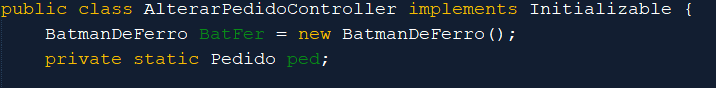 public class AlterarPedidoController implements Initializable {
    BatmanDeFerro BatFer = new BatmanDeFerro();
    private static Pedido ped;